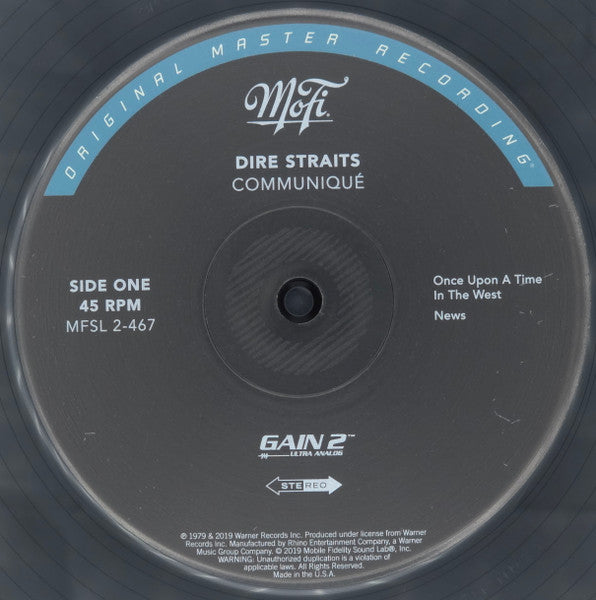 ORIGINAL MASTER RECORDING®
MoFi®
DIRE STRAITS
COMMUNIQUÉ
SIDE ONE
45 RPM
MFSL 2-467
Once Upon A Time
In The West
News
GAIN 2™
ULTRA ANALOG
STEREO
℗ 1979 & 2019 Warner Records Inc. Produced under license from Warner
Records Inc. Manufactured by Rhino Entertainment Company, a Warner
Music Group Company. © 2019 Mobile Fidelity Sound Lab®, Inc.
WARNING: Unauthorized duplication is a violation of
applicable laws. All Rights Reserved.
Made in the U.S.A.